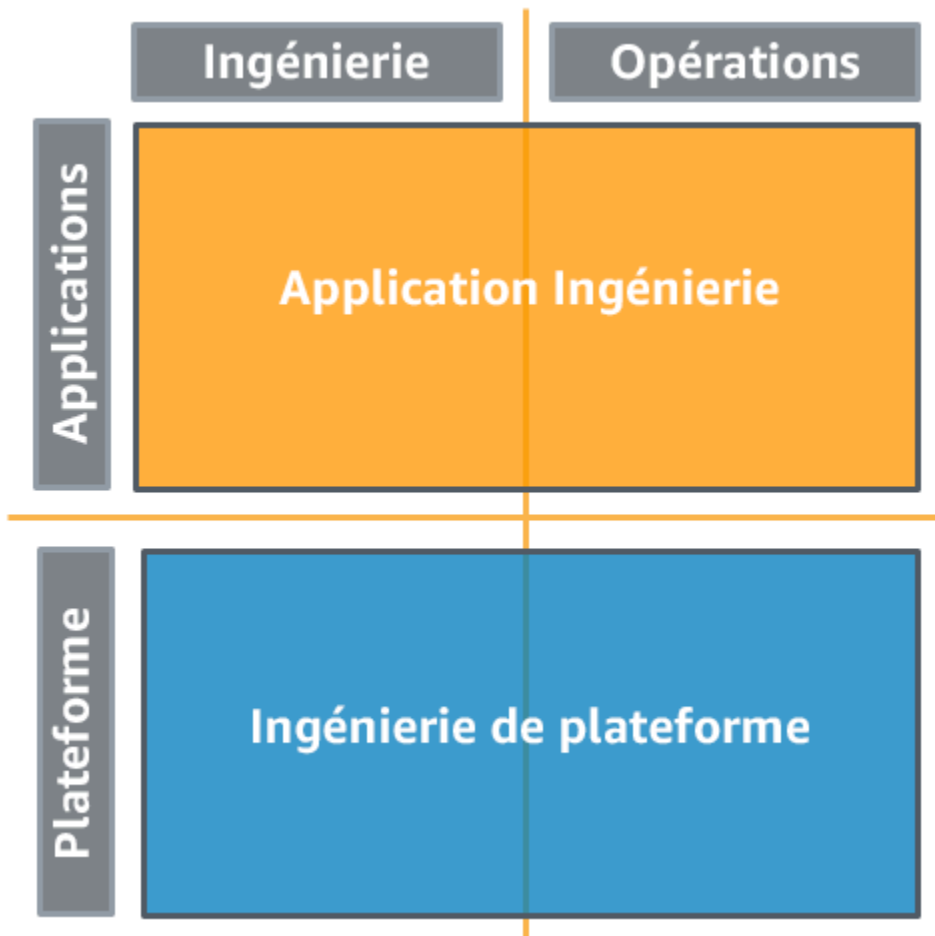 Ingénierie
Opérations
Applications
Application Ingénierie
Plateforme
Ingénierie de plateforme